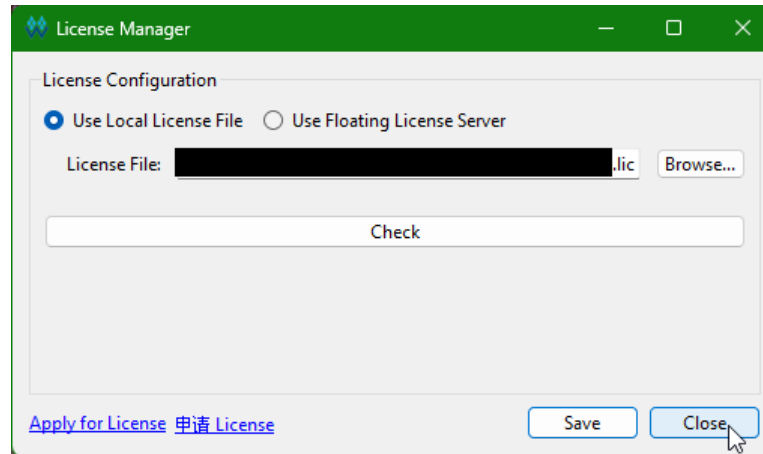 License Manager
License Configuration
Use Local License File Use Floating License Server
License File: .lic Browse...
Check
Apply for License 申请 License Save Close